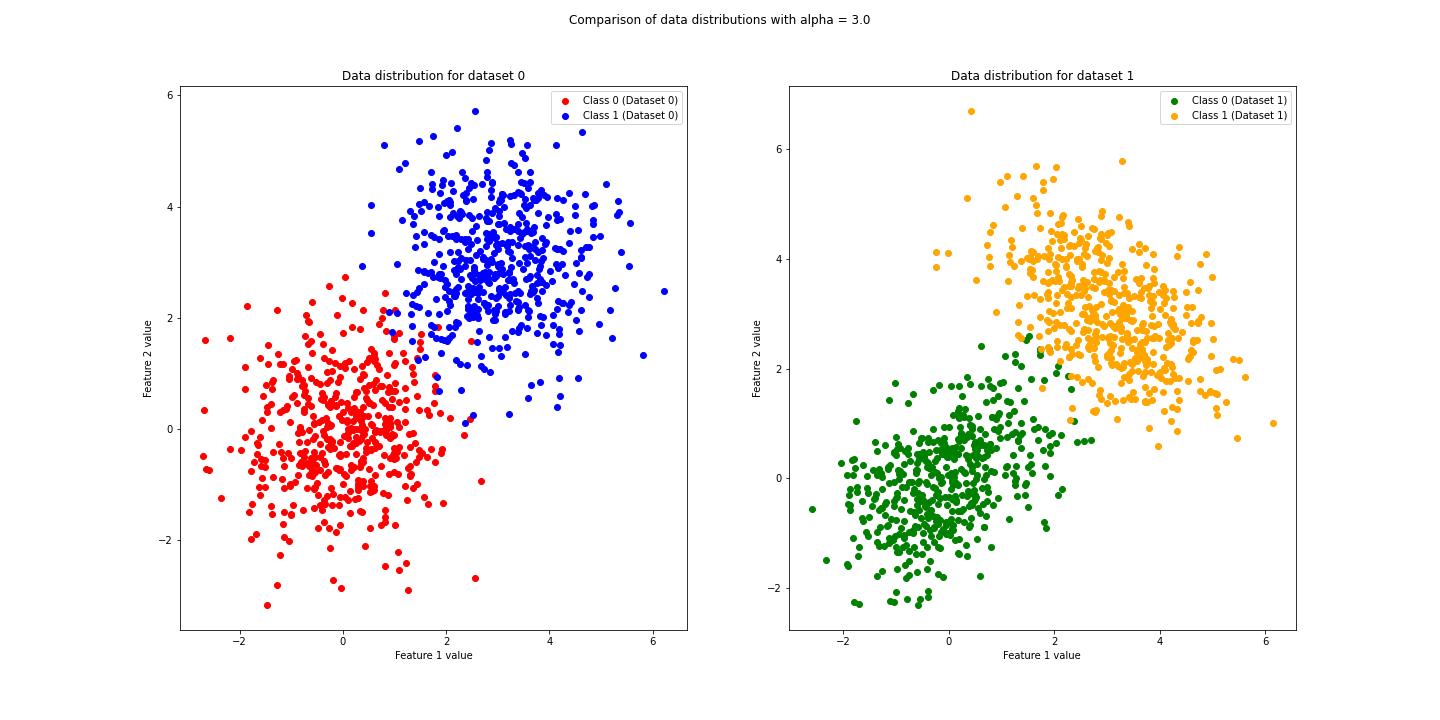 Comparison of data distributions with alpha = 3.0
Data distribution for dataset 0
Class 0 (Dataset 0)
Class 1 (Dataset 0)
6
4
2
0
−2
Feature 2 value
−2
0
2
4
6
Feature 1 value
Data distribution for dataset 1
Class 0 (Dataset 1)
Class 1 (Dataset 1)
6
4
2
0
−2
Feature 2 value
−2
0
2
4
6
Feature 1 value